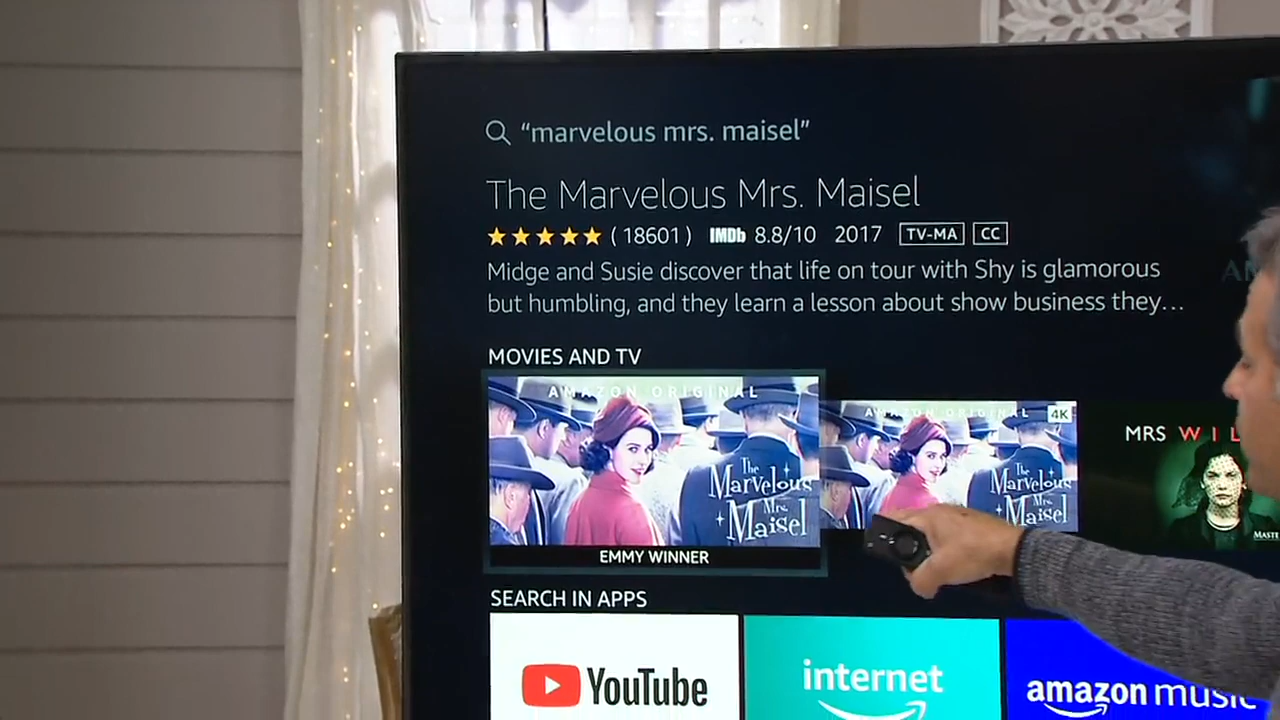 “marvelous mrs. maisel”
The Marvelous Mrs. Maisel
(18601) IMDb 8.8/10 2017 TV-MA CC
Midge and Susie discover that life on tour with Shy is glamorous
but humbling, and they learn a lesson about show business they...
MOVIES AND TV
AMAZON ORIGINAL
The
Marvelous
Mrs.
Maisel
EMMY WINNER
AMAZON ORIGINAL 4K
The
Marvelous
Mrs.
Maisel
MRS WIL
SEARCH IN APPS
YouTube
internet
amazon music